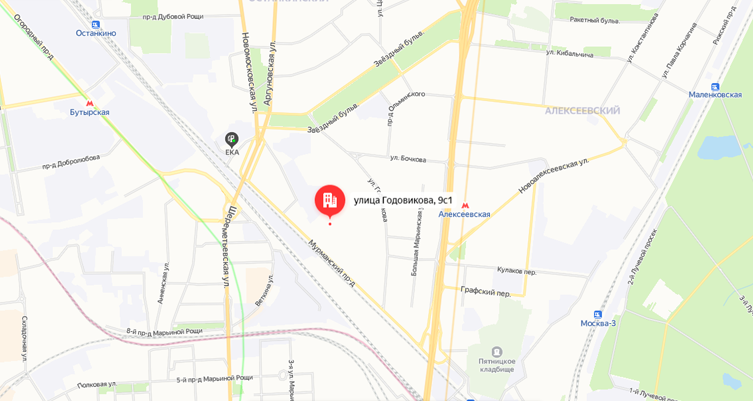 ОСТАНКИНСКИЙ
пр-д Дубовой Рощи
Огородный пр-д
Останкино
Новомосковская ул.
Аргуновская ул.
Звёздный бульв.
Ракетный бульв.
ул. Константинова
ул. Павла Корчагина
Рижский пр-д
ул. Кибальчича
Маленковская
Бутырская
Звёздный бульв.
пр-д Ольминского
АЛЕКСЕЕВСКИЙ
ЕКА
пр-д Добролюбова
ул. Бочкова
Новоалексеевская ул.
улица Годовикова, 9с1
Алексеевская
Шереметьевская ул.
Мурманский пр-д
Большая Марьинская
2-й Лучевой просек
Анненская ул.
Веткина ул.
Кулаков пер.
Графский пер.
Москва-3
Складочная ул.
8-й пр-д Марьиной Рощи
Пятницкое
кладбище
Полковая ул.
5-й пр-д Марьиной Рощи
3-я ул. Марьи
1-й Лучевой